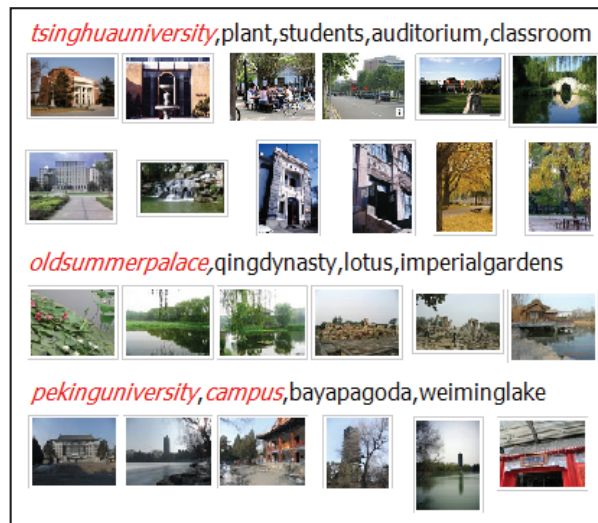 tsinghuauniversity,plant,students,auditorium,classroom
oldsummerpalace,qingdynasty,lotus,imperialgardens
pekinguniversity,campus,bayapagoda,weiminglake